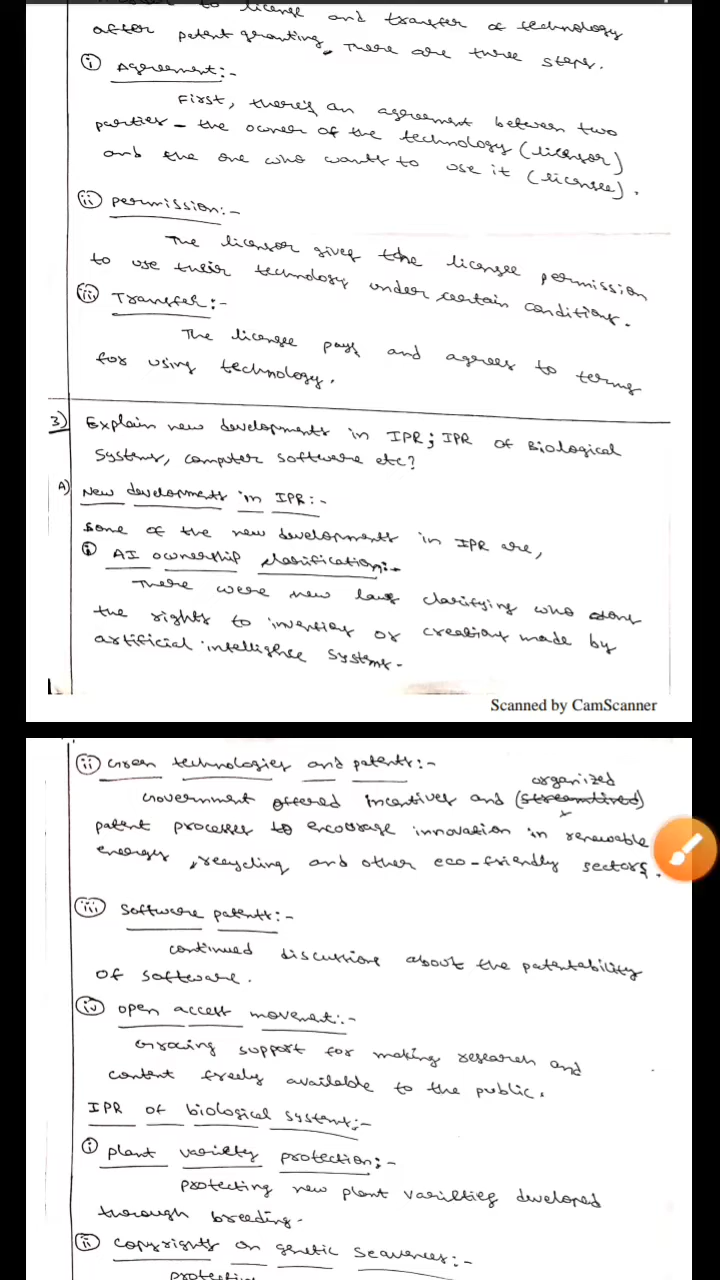 to license and transfer of technology
after patent granting. There are three steps.
i Agreement:-
First, there's an agreement between two
parties - the owner of the technology (licensor)
and the one who wants to use it (licensee).
ii permission:-
The licensor gives the licensee permission
to use their technology under certain conditions.
iii Transfer:-
The licensee pays and agrees to terms
for using technology.
3) Explain new developments in IPR; IPR of Biological
Systems, computer software etc?
A) New developments in IPR:-
Some of the new developments in IPR are,
i AI ownership clarification:-
There were new laws clarifying who owns
the rights to inventions or creations made by
artificial intelligence systems.
Scanned by CamScanner
ii Green technologies and patents:-
organized
Government offered incentives and (streamlined)
patent processes to encourage innovation in renewable
energy, recycling and other eco-friendly sectors.
iii Software patents:-
continued discussions about the patentability
of software.
iv open access movement:-
Growing support for making research and
content freely available to the public.
IPR of biological systems:-
i plant variety protection:-
protecting new plant varieties developed
through breeding.
ii copyrights on genetic sequences:-